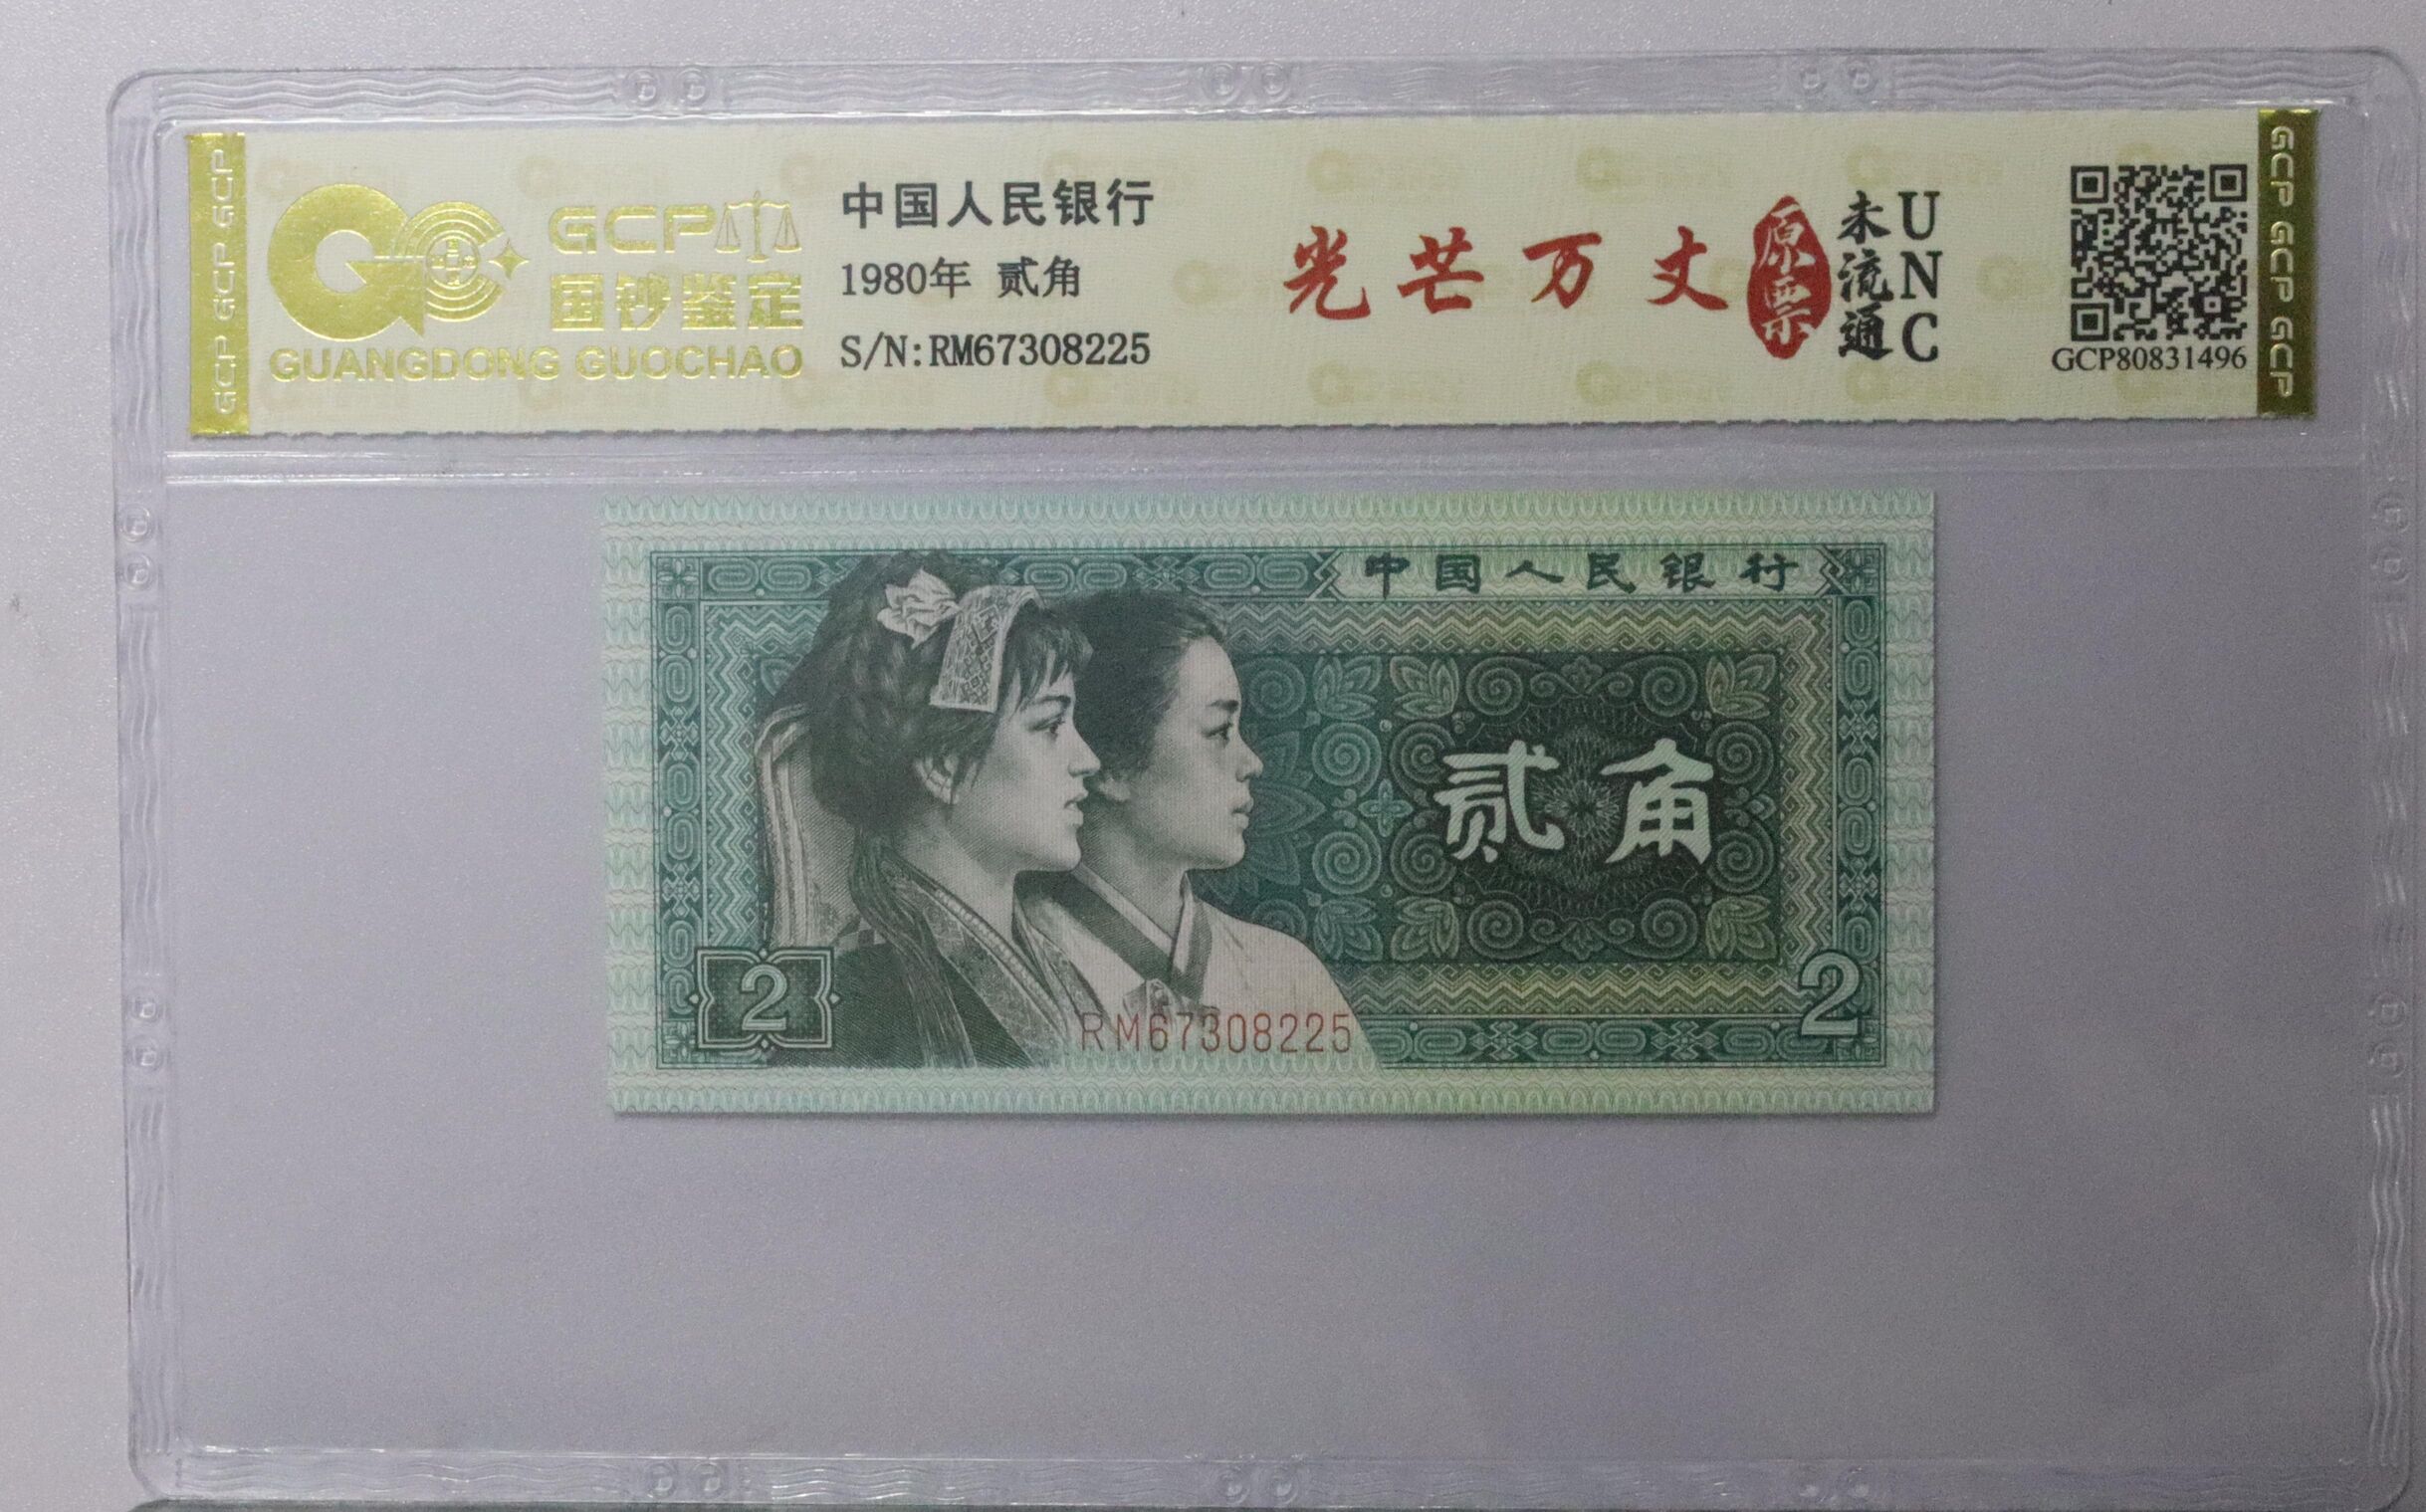 GCP GCP GCP
GCP
国钞鉴定
GUANGDONG GUOCHAO
中国人民银行
1980年 贰角
S/N:RM67308225
光芒万丈
原票
未流通
UNC
GCP80831496
GCP GCP GCP
中国人民银行
贰角
2
RM67308225
2